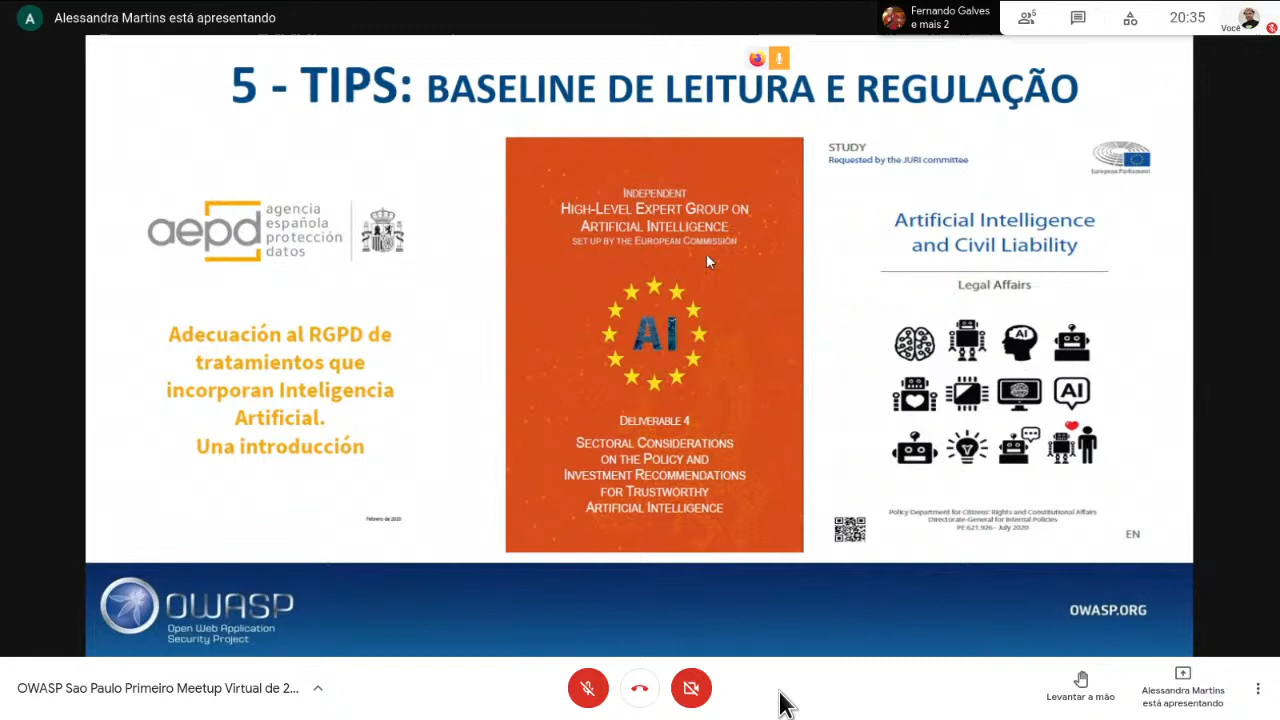 A
Alessandra Martins está apresentando
Fernando Galves
e mais 2
6
20:35
Você
5 - TIPS: BASELINE DE LEITURA E REGULAÇÃO
aepd
agencia
española
protección
datos
Adecuación al RGPD de
tratamientos que
incorporan Inteligencia
Artificial.
Una introducción
Febrero de 2020
INDEPENDENT
HIGH-LEVEL EXPERT GROUP ON
ARTIFICIAL INTELLIGENCE
SET UP BY THE EUROPEAN COMMISSION
AI
DELIVERABLE 4
SECTORAL CONSIDERATIONS
ON THE POLICY AND
INVESTMENT RECOMMENDATIONS
FOR TRUSTWORTHY
ARTIFICIAL INTELLIGENCE
STUDY
Requested by the JURI committee
European Parliament
Artificial Intelligence
and Civil Liability
Legal Affairs
AI
AI
Policy Department for Citizens' Rights and Constitutional Affairs
Directorate-General for Internal Policies
PE 621.926 - July 2020
EN
OWASP
Open Web Application
Security Project
OWASP.ORG
OWASP Sao Paulo Primeiro Meetup Virtual de 2...
Levantar a mão
Alessandra Martins
está apresentando